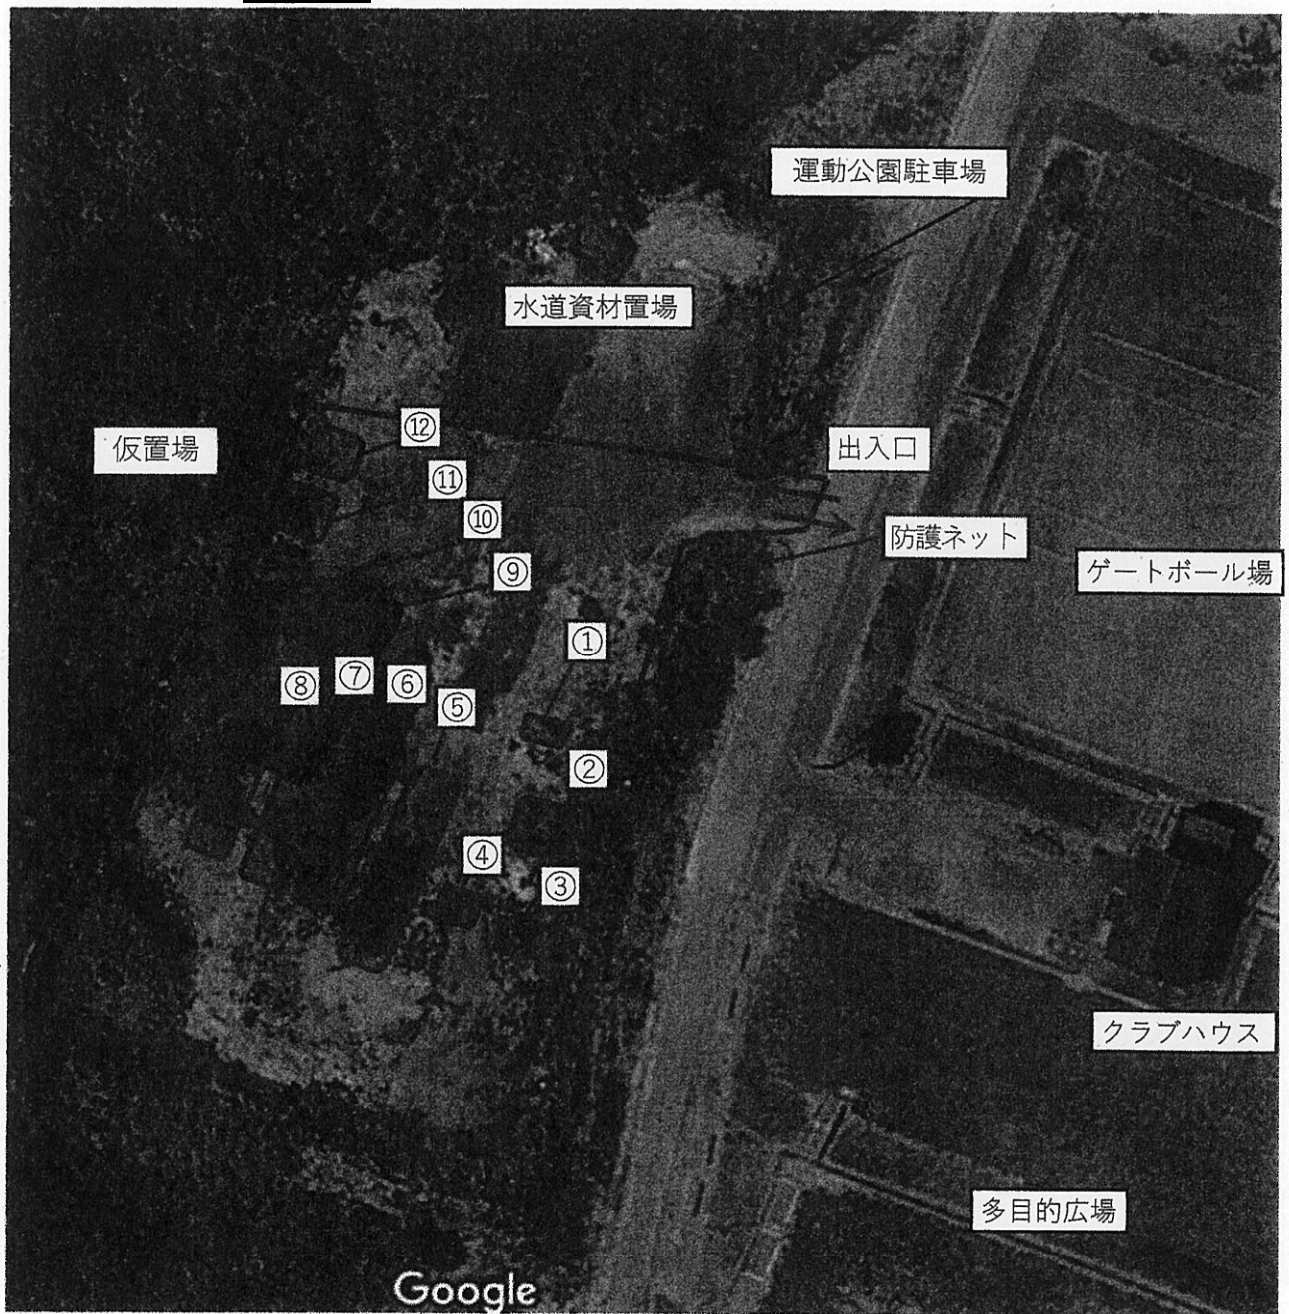 運動公園駐車場
水道資材置場
⑫
仮置場
出入口
⑪
⑩
防護ネット
⑨
ゲートボール場
①
⑧
⑦
⑥
⑤
②
④
③
クラブハウス
多目的広場
Google